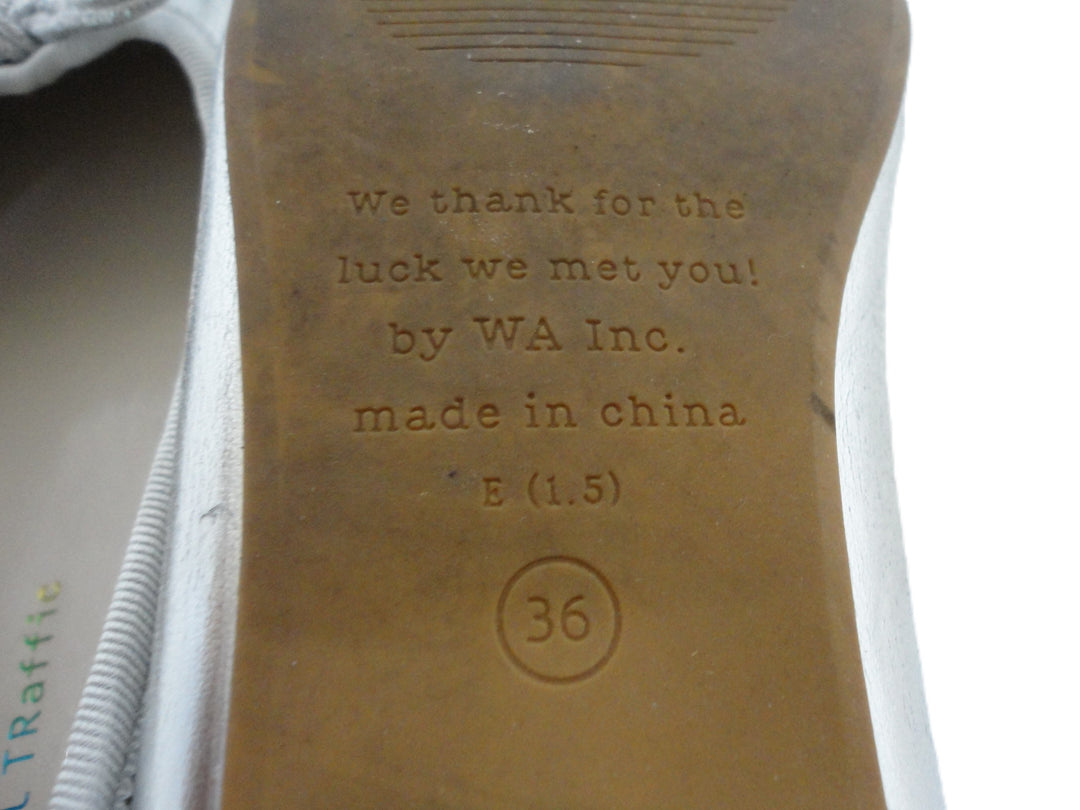 We thank for the
luck we met you!
by WA Inc.
made in china
E (1.5)
36
TRaffic